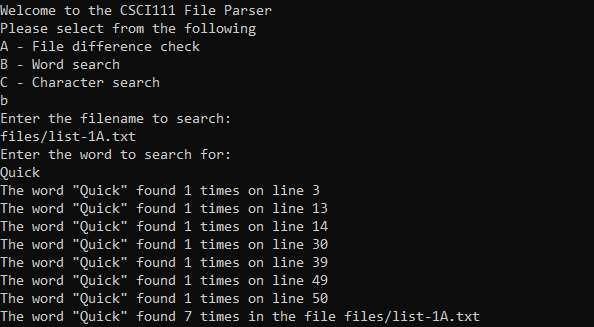 Welcome to the CSCI111 File Parser
Please select from the following
A - File difference check
B - Word search
C - Character search
b
Enter the filename to search:
files/list-1A.txt
Enter the word to search for:
Quick
The word "Quick" found 1 times on line 3
The word "Quick" found 1 times on line 13
The word "Quick" found 1 times on line 14
The word "Quick" found 1 times on line 30
The word "Quick" found 1 times on line 39
The word "Quick" found 1 times on line 49
The word "Quick" found 1 times on line 50
The word "Quick" found 7 times in the file files/list-1A.txt